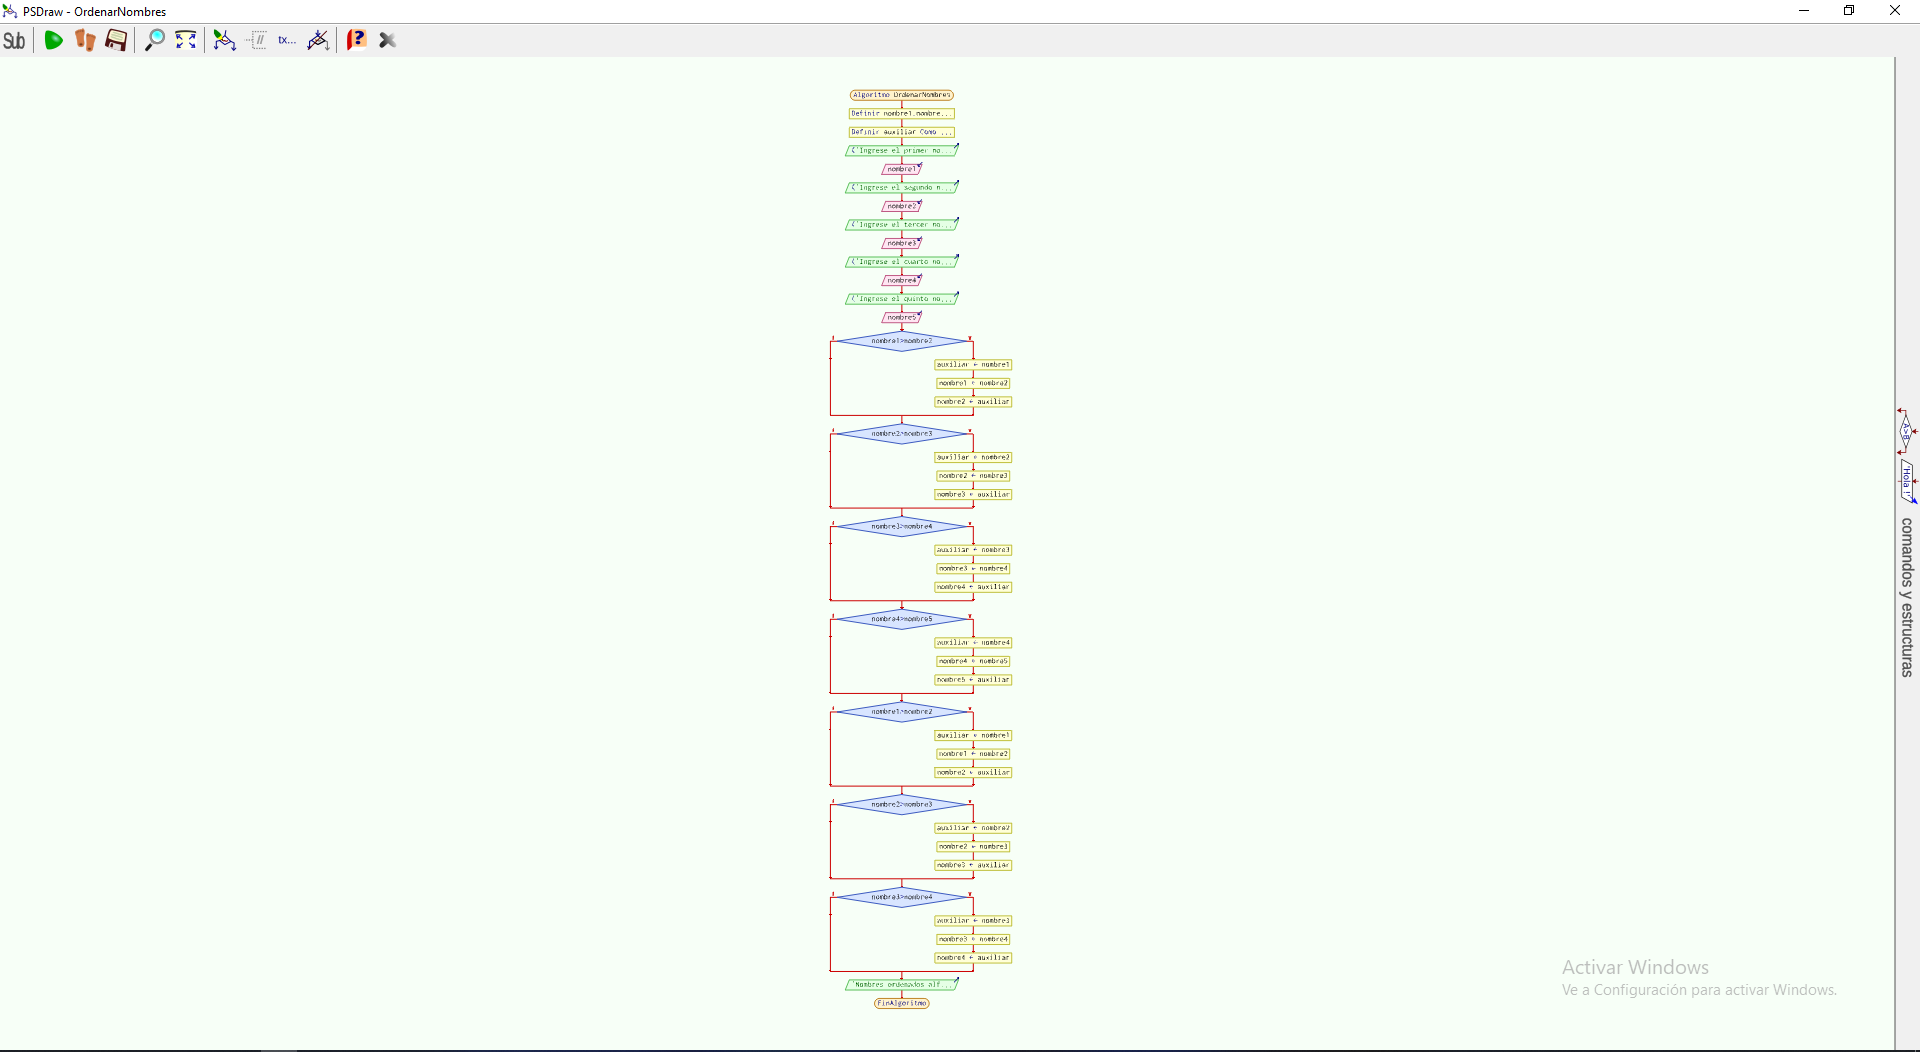 PSDraw - OrdenarNombres
Sub
tx...
Algoritmo OrdenarNombres
Definir nombre1,nombre...
Definir auxiliar Como ...
('Ingrese el primer no...
nombre1
('Ingrese el segundo n...
nombre2
('Ingrese el tercer no...
nombre3
('Ingrese el cuarto no...
nombre4
('Ingrese el quinto no...
nombre5
nombre1>nombre2
auxiliar ← nombre1
nombre1 ← nombre2
nombre2 ← auxiliar
nombre2>nombre3
auxiliar ← nombre2
nombre2 ← nombre3
nombre3 ← auxiliar
nombre3>nombre4
auxiliar ← nombre3
nombre3 ← nombre4
nombre4 ← auxiliar
nombre4>nombre5
auxiliar ← nombre4
nombre4 ← nombre5
nombre5 ← auxiliar
nombre1>nombre2
auxiliar ← nombre1
nombre1 ← nombre2
nombre2 ← auxiliar
nombre2>nombre3
auxiliar ← nombre2
nombre2 ← nombre3
nombre3 ← auxiliar
nombre3>nombre4
auxiliar ← nombre3
nombre3 ← nombre4
nombre4 ← auxiliar
'Nombres ordenados alf...
FinAlgoritmo
A>B
'Hola !'
comandos y estructuras
Activar Windows
Ve a Configuración para activar Windows.